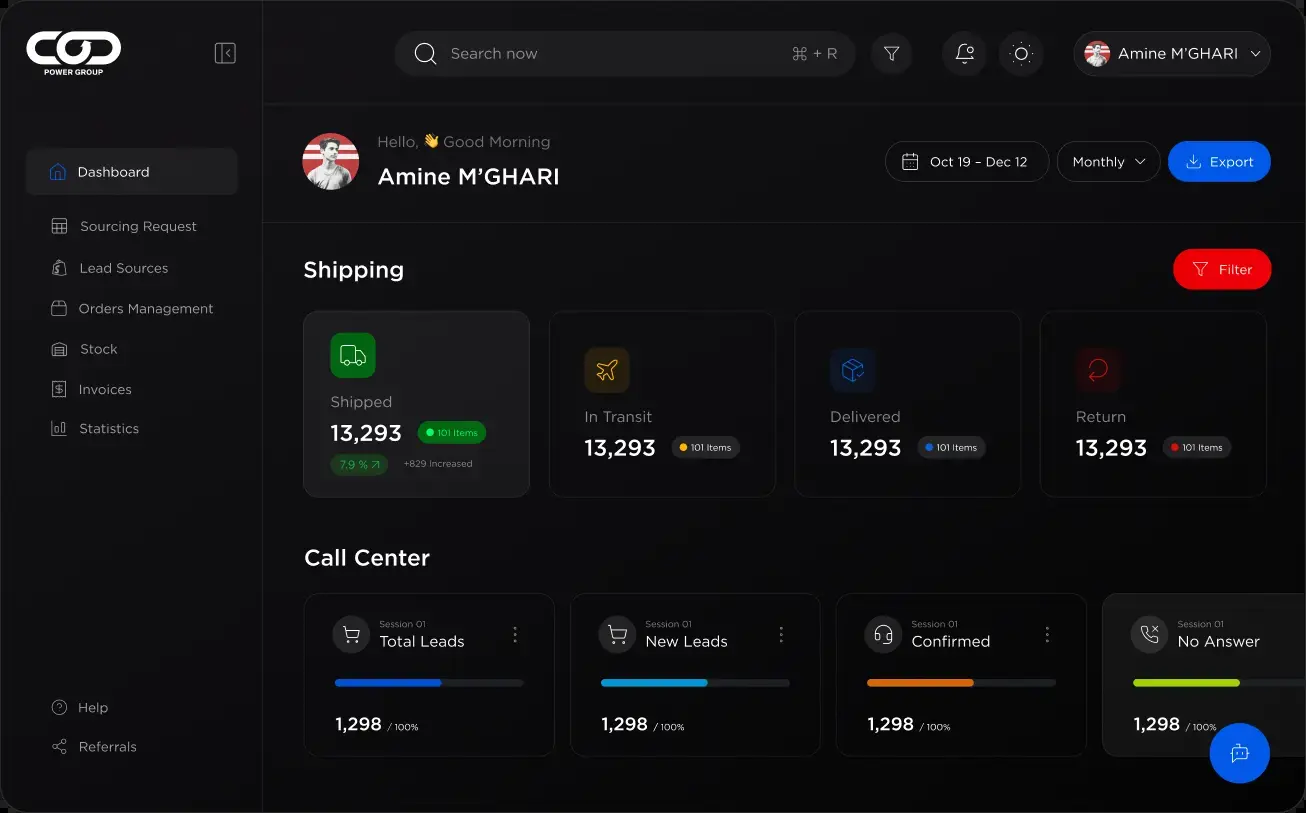 COD
POWER GROUP
Search now
⌘ + R
Amine M'GHARI
Hello, 👋 Good Morning
Amine M'GHARI
Oct 19 – Dec 12
Monthly
Export
Dashboard
Sourcing Request
Lead Sources
Orders Management
Stock
Invoices
Statistics
Help
Referrals
Shipping
Filter
Shipped
13,293
101 Items
7.9 %
+829 Increased
In Transit
13,293
101 Items
Delivered
13,293
101 Items
Return
13,293
101 Items
Call Center
Session 01
Total Leads
1,298 / 100%
Session 01
New Leads
1,298 / 100%
Session 01
Confirmed
1,298 / 100%
Session 01
No Answer
1,298 / 100%